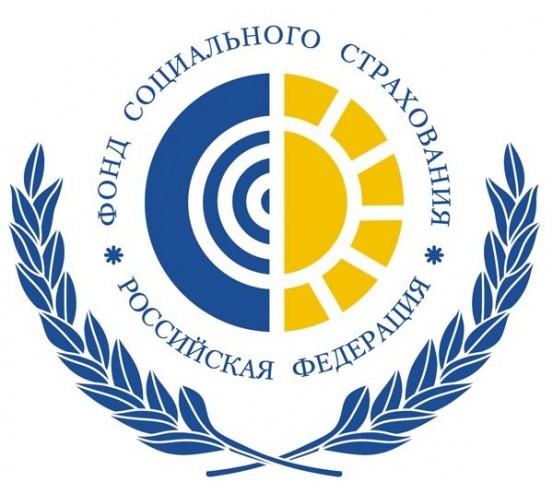 ФОНД СОЦИАЛЬНОГО СТРАХОВАНИЯ
РОССИЙСКАЯ ФЕДЕРАЦИЯ